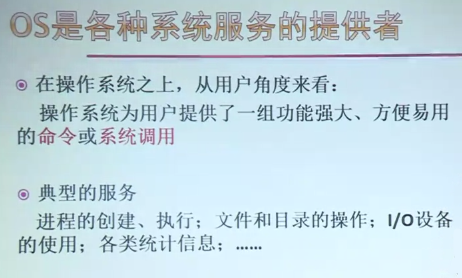 OS是各种系统服务的提供者
在操作系统之上，从用户角度来看：
操作系统为用户提供了一组功能强大、方便易用
的命令或系统调用
典型的服务
进程的创建、执行；文件和目录的操作；I/O设备
的使用；各类统计信息；……